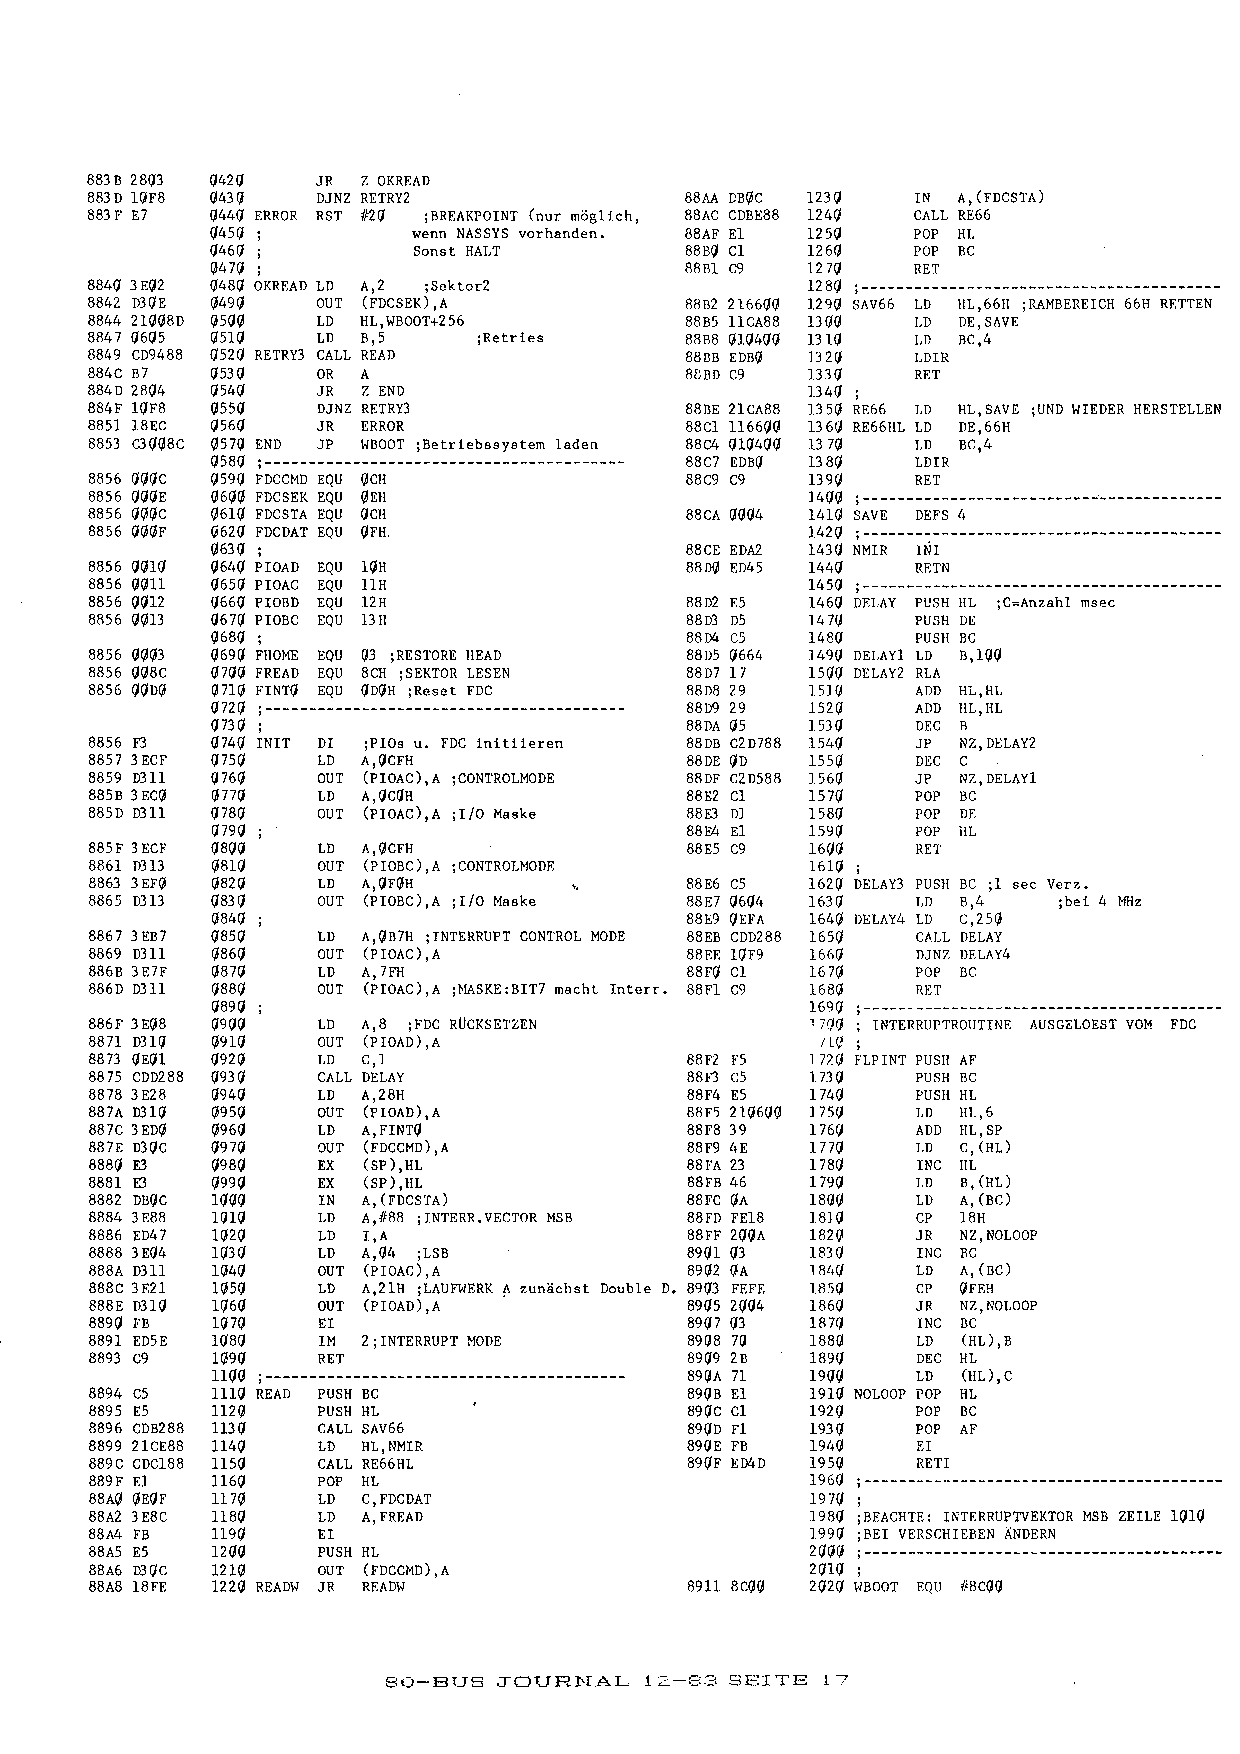 883B 2803    0420        JR   Z OKREAD
883D 10F8    0430        DJNZ RETRY2
883F E7      0440 ERROR  RST  #20    ;BREAKPOINT (nur möglich,
             0450 ;                 wenn NASSYS vorhanden.
             0460 ;                 Sonst HALT
             0470 ;
8840 3E02    0480 OKREAD LD   A,2    ;Sektor2
8842 D30E    0490        OUT  (FDCSEK),A
8844 21008D  0500        LD   HL,WBOOT+256
8847 0605    0510        LD   B,5          ;Retries
8849 CD9488  0520 RETRY3 CALL READ
884C B7      0530        OR   A
884D 2804    0540        JR   Z END
884F 10F8    0550        DJNZ RETRY3
8851 18EC    0560        JR   ERROR
8853 C3008C  0570 END    JP   WBOOT ;Betriebssystem laden
             0580 ;-----------------------------------------
8856 000C    0590 FDCCMD EQU  0CH
8856 000E    0600 FDCSEK EQU  0EH
8856 000C    0610 FDCSTA EQU  0CH
8856 000F    0620 FDCDAT EQU  0FH
             0630 ;
8856 0010    0640 PIOAD  EQU  10H
8856 0011    0650 PIOAC  EQU  11H
8856 0012    0660 PIOBD  EQU  12H
8856 0013    0670 PIOBC  EQU  13H
             0680 ;
8856 0003    0690 FHOME  EQU  03 ;RESTORE HEAD
8856 008C    0700 FREAD  EQU  8CH ;SEKTOR LESEN
8856 00D0    0710 FINT0  EQU  0D0H ;Reset FDC
             0720 ;-----------------------------------------
             0730 ;
8856 F3      0740 INIT   DI   ;PIOs u. FDC initiieren
8857 3ECF    0750        LD   A,0CFH
8859 D311    0760        OUT  (PIOAC),A ;CONTROLMODE
885B 3EC0    0770        LD   A,0C0H
885D D311    0780        OUT  (PIOAC),A ;I/O Maske
             0790 ;
885F 3ECF    0800        LD   A,0CFH
8861 D313    0810        OUT  (PIOBC),A ;CONTROLMODE
8863 3EF0    0820        LD   A,0F0H
8865 D313    0830        OUT  (PIOBC),A ;I/O Maske
             0840 ;
8867 3EB7    0850        LD   A,0B7H ;INTERRUPT CONTROL MODE
8869 D311    0860        OUT  (PIOAC),A
886B 3E7F    0870        LD   A,7FH
886D D311    0880        OUT  (PIOAC),A ;MASKE:BIT7 macht Interr.
             0890 ;
886F 3E08    0900        LD   A,8  ;FDC RÜCKSETZEN
8871 D310    0910        OUT  (PIOAD),A
8873 0E01    0920        LD   C,1
8875 CDD288  0930        CALL DELAY
8878 3E28    0940        LD   A,28H
887A D310    0950        OUT  (PIOAD),A
887C 3ED0    0960        LD   A,FINT0
887E D30C    0970        OUT  (FDCCMD),A
8880 E3      0980        EX   (SP),HL
8881 E3      0990        EX   (SP),HL
8882 DB0C    1000        IN   A,(FDCSTA)
8884 3E88    1010        LD   A,#88 ;INTERR.VECTOR MSB
8886 ED47    1020        LD   I,A
8888 3E04    1030        LD   A,04  ;LSB
888A D311    1040        OUT  (PIOAC),A
888C 3E21    1050        LD   A,21H ;LAUFWERK A zunächst Double D.
888E D310    1060        OUT  (PIOAD),A
8890 FB      1070        EI
8891 ED5E    1080        IM   2;INTERRUPT MODE
8893 C9      1090        RET
             1100 ;-----------------------------------------
8894 C5      1110 READ   PUSH BC
8895 E5      1120        PUSH HL
8896 CDB288  1130        CALL SAV66
8899 21CE88  1140        LD   HL,NMIR
889C CDC188  1150        CALL RE66HL
889F E1      1160        POP  HL
88A0 0E0F    1170        LD   C,FDCDAT
88A2 3E8C    1180        LD   A,FREAD
88A4 FB      1190        EI
88A5 E5      1200        PUSH HL
88A6 D30C    1210        OUT  (FDCCMD),A
88A8 18FE    1220 READW  JR   READW
88AA DB0C    1230        IN   A,(FDCSTA)
88AC CDBE88  1240        CALL RE66
88AF E1      1250        POP  HL
88B0 C1      1260        POP  BC
88B1 C9      1270        RET
             1280 ;-----------------------------------------
88B2 216600  1290 SAV66  LD   HL,66H ;RAMBEREICH 66H RETTEN
88B5 11CA88  1300        LD   DE,SAVE
88B8 010400  1310        LD   BC,4
88BB EDB0    1320        LDIR
88BD C9      1330        RET
             1340 ;
88BE 21CA88  1350 RE66   LD   HL,SAVE ;UND WIEDER HERSTELLEN
88C1 116600  1360 RE66HL LD   DE,66H
88C4 010400  1370        LD   BC,4
88C7 EDB0    1380        LDIR
88C9 C9      1390        RET
             1400 ;-----------------------------------------
88CA 0004    1410 SAVE   DEFS 4
             1420 ;-----------------------------------------
88CE EDA2    1430 NMIR   INI
88D0 ED45    1440        RETN
             1450 ;-----------------------------------------
88D2 E5      1460 DELAY  PUSH HL  ;C=Anzahl msec
88D3 D5      1470        PUSH DE
88D4 C5      1480        PUSH BC
88D5 0664    1490 DELAY1 LD   B,100
88D7 17      1500 DELAY2 RLA
88D8 29      1510        ADD  HL,HL
88D9 29      1520        ADD  HL,HL
88DA 05      1530        DEC  B
88DB C2D788  1540        JP   NZ,DELAY2
88DE 0D      1550        DEC  C
88DF C2D588  1560        JP   NZ,DELAY1
88E2 C1      1570        POP  BC
88E3 D1      1580        POP  DE
88E4 E1      1590        POP  HL
88E5 C9      1600        RET
             1610 ;
88E6 C5      1620 DELAY3 PUSH BC ;1 sec Verz.
88E7 0604    1630        LD   B,4        ;bei 4 MHz
88E9 0EFA    1640 DELAY4 LD   C,250
88EB CDD288  1650        CALL DELAY
88EE 10F9    1660        DJNZ DELAY4
88F0 C1      1670        POP  BC
88F1 C9      1680        RET
             1690 ;-----------------------------------------
             1700 ; INTERRUPTROUTINE  AUSGELOEST VOM  FDC
             710 ;
88F2 F5      1720 FLPINT PUSH AF
88F3 C5      1730        PUSH BC
88F4 E5      1740        PUSH HL
88F5 210600  1750        LD   HL,6
88F8 39      1760        ADD  HL,SP
88F9 4E      1770        LD   C,(HL)
88FA 23      1780        INC  HL
88FB 46      1790        LD   B,(HL)
88FC 0A      1800        LD   A,(BC)
88FD FE18    1810        CP   18H
88FF 200A    1820        JR   NZ,NOLOOP
8901 03      1830        INC  BC
8902 0A      1840        LD   A,(BC)
8903 FEFE    1850        CP   0FEH
8905 2004    1860        JR   NZ,NOLOOP
8907 03      1870        INC  BC
8908 70      1880        LD   (HL),B
8909 2B      1890        DEC  HL
890A 71      1900        LD   (HL),C
890B E1      1910 NOLOOP POP  HL
890C C1      1920        POP  BC
890D F1      1930        POP  AF
890E FB      1940        EI
890F ED4D    1950        RETI
             1960 ;-----------------------------------------
             1970 ;
             1980 ;BEACHTE: INTERRUPTVEKTOR MSB ZEILE 1010
             1990 ;BEI VERSCHIEBEN ÄNDERN
             2000 ;-----------------------------------------
             2010 ;
8911 8C00    2020 WBOOT  EQU  #8C00
80-BUS JOURNAL 12-83 SEITE 17